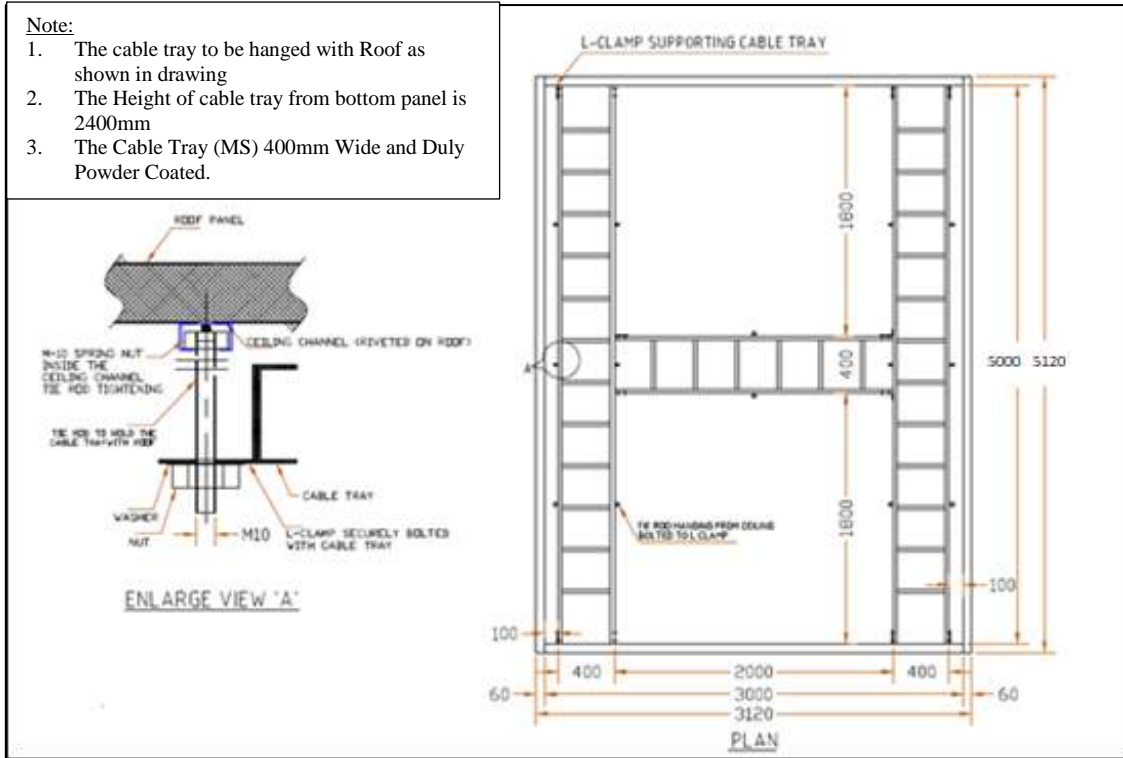 Note:
1. The cable tray to be hanged with Roof as
shown in drawing
2. The Height of cable tray from bottom panel is
2400mm
3. The Cable Tray (MS) 400mm Wide and Duly
Powder Coated.
L-CLAMP SUPPORTING CABLE TRAY
ROOF PANEL
CEILING CHANNEL (RIVETED ON ROOF)
M-10 SPRING NUT
INSIDE THE
CEILING CHANNEL
TIE ROD TIGHTENING
TIE ROD TO HOLD THE
CABLE TRAY WITH ROOF
CABLE TRAY
WASHER
NUT
M10
L-CLAMP SECURELY BOLTED
WITH CABLE TRAY
ENLARGE VIEW 'A'
1800
A
400
5000
5120
TIE ROD HANGING FROM CEILING
BOLTED TO L CLAMP
1800
100
100
400
2000
400
60
3000
60
3120
PLAN